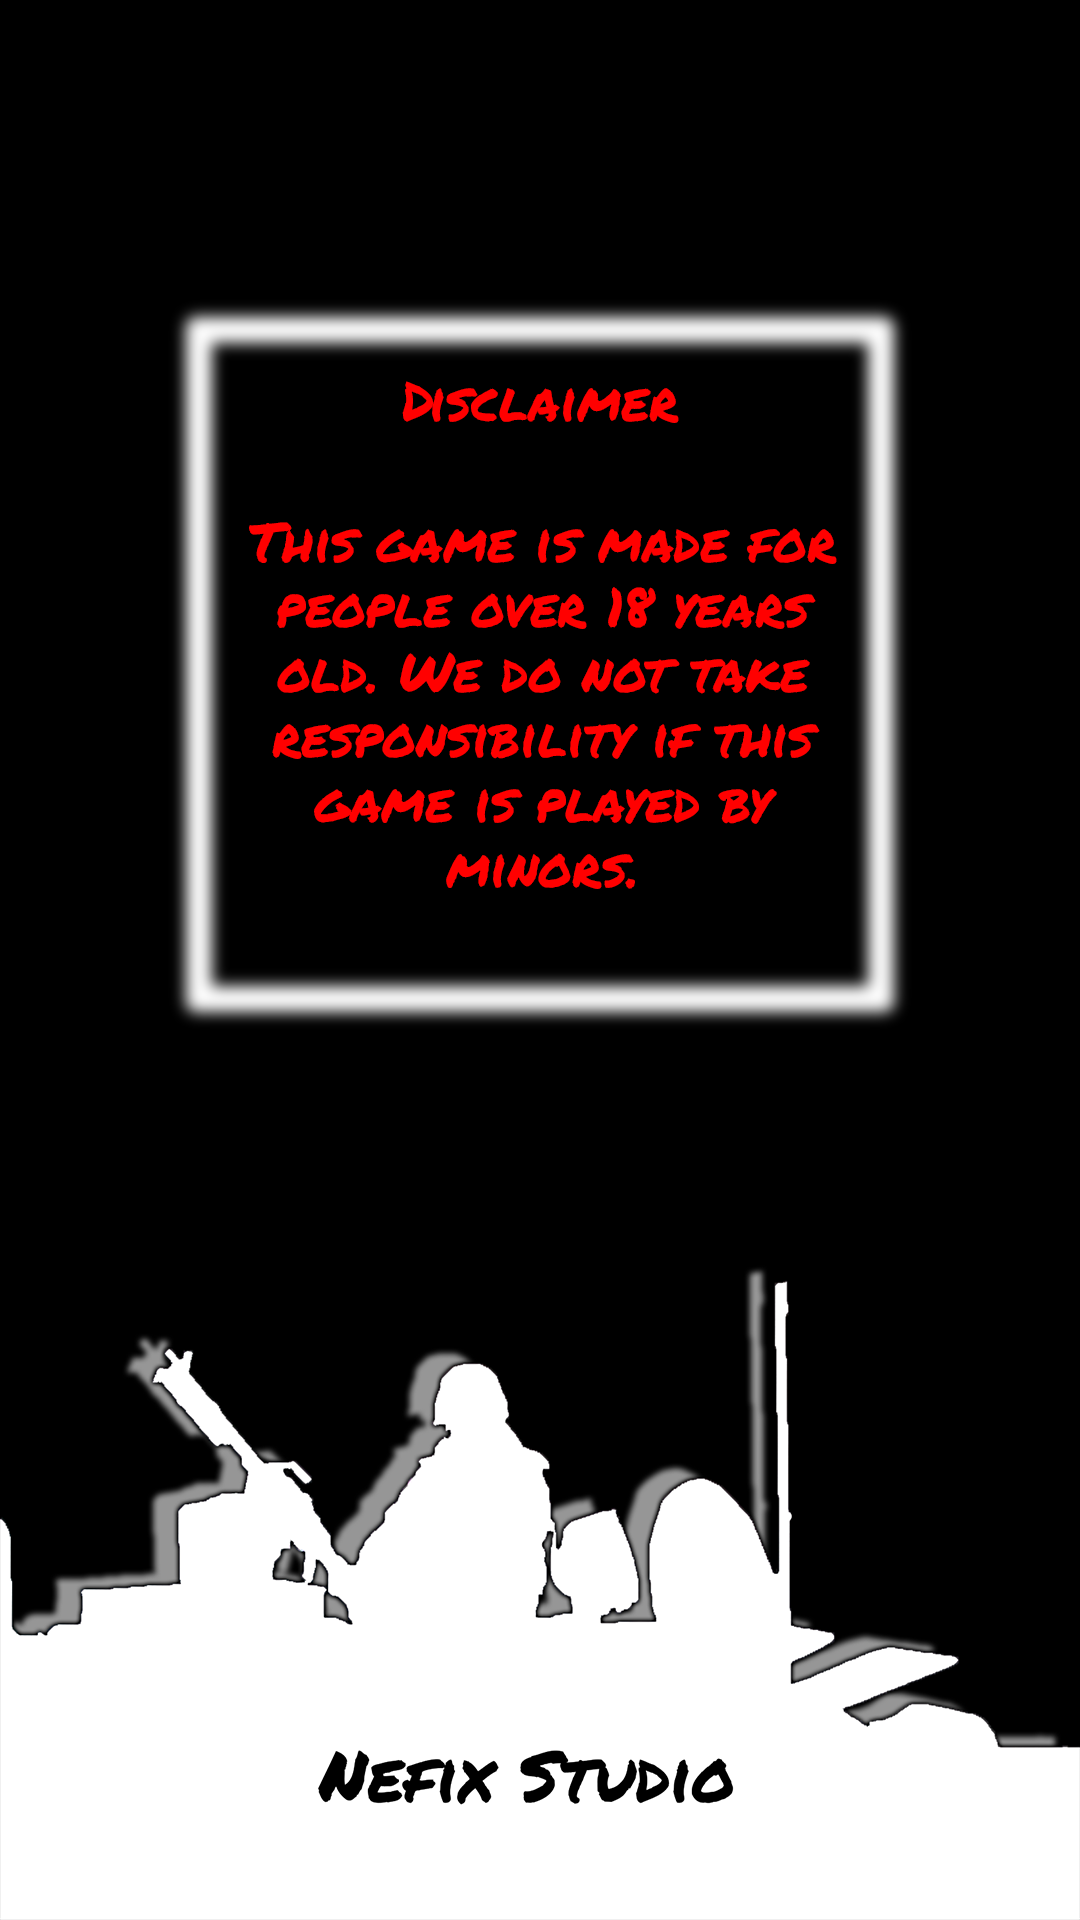 Disclaimer
This game is made for
people over 18 years
old. We do not take
responsibility if this
game is played by
minors.
Nefix Studio